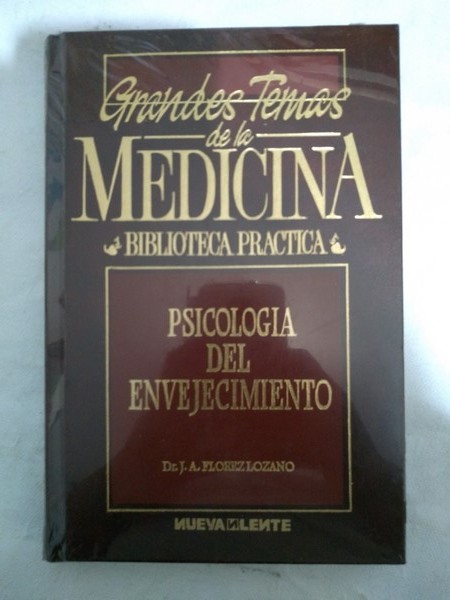 Grandes Temas
de la
MEDICINA
BIBLIOTECA PRACTICA
PSICOLOGIA
DEL
ENVEJECIMIENTO
Dr. J. A. FLOREZ LOZANO
NUEVA LENTE